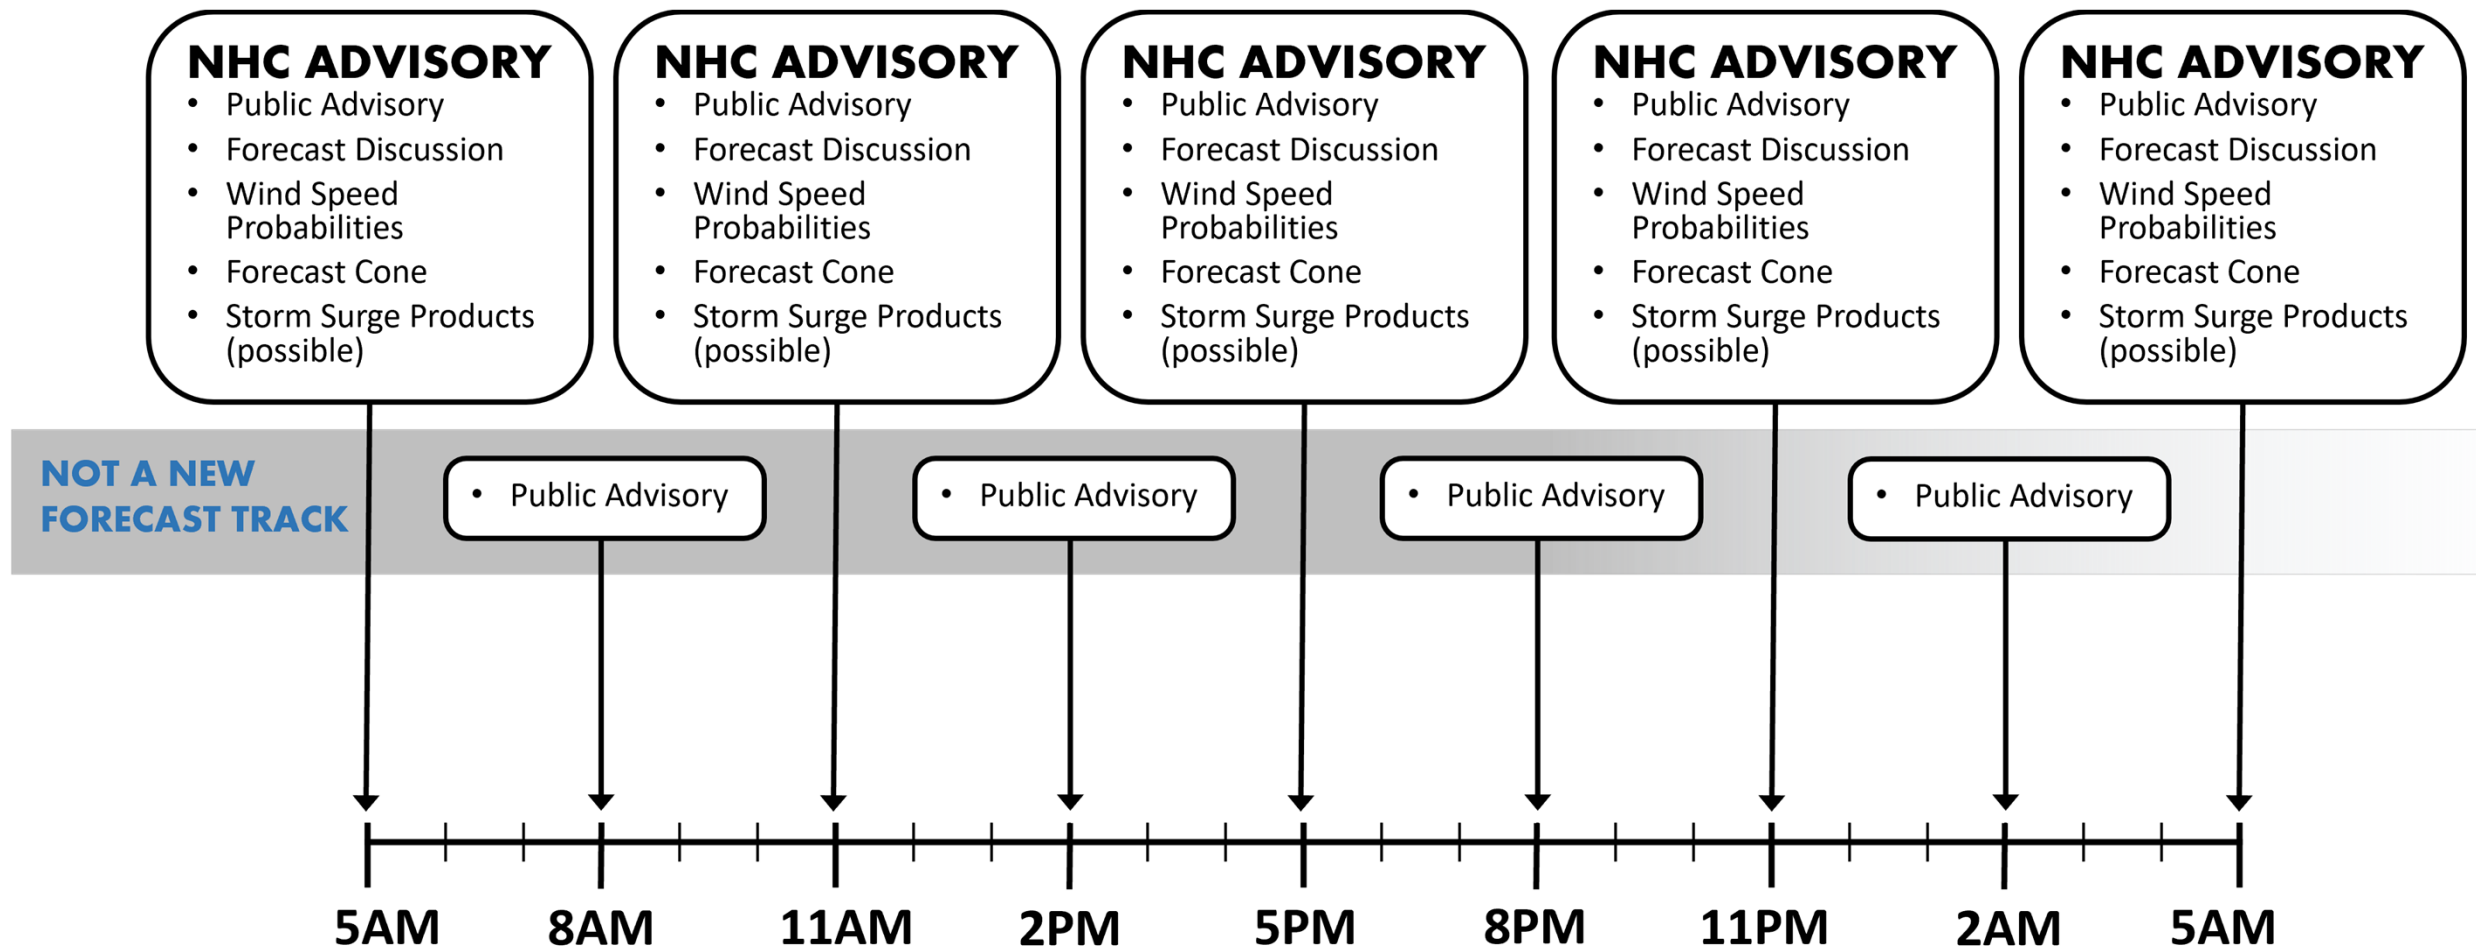 NHC ADVISORY
• Public Advisory
• Forecast Discussion
• Wind Speed
Probabilities
• Forecast Cone
• Storm Surge Products
(possible)
NHC ADVISORY
• Public Advisory
• Forecast Discussion
• Wind Speed
Probabilities
• Forecast Cone
• Storm Surge Products
(possible)
NHC ADVISORY
• Public Advisory
• Forecast Discussion
• Wind Speed
Probabilities
• Forecast Cone
• Storm Surge Products
(possible)
NHC ADVISORY
• Public Advisory
• Forecast Discussion
• Wind Speed
Probabilities
• Forecast Cone
• Storm Surge Products
(possible)
NHC ADVISORY
• Public Advisory
• Forecast Discussion
• Wind Speed
Probabilities
• Forecast Cone
• Storm Surge Products
(possible)
NOT A NEW
FORECAST TRACK
• Public Advisory
• Public Advisory
• Public Advisory
• Public Advisory
5AM 8AM 11AM 2PM 5PM 8PM 11PM 2AM 5AM